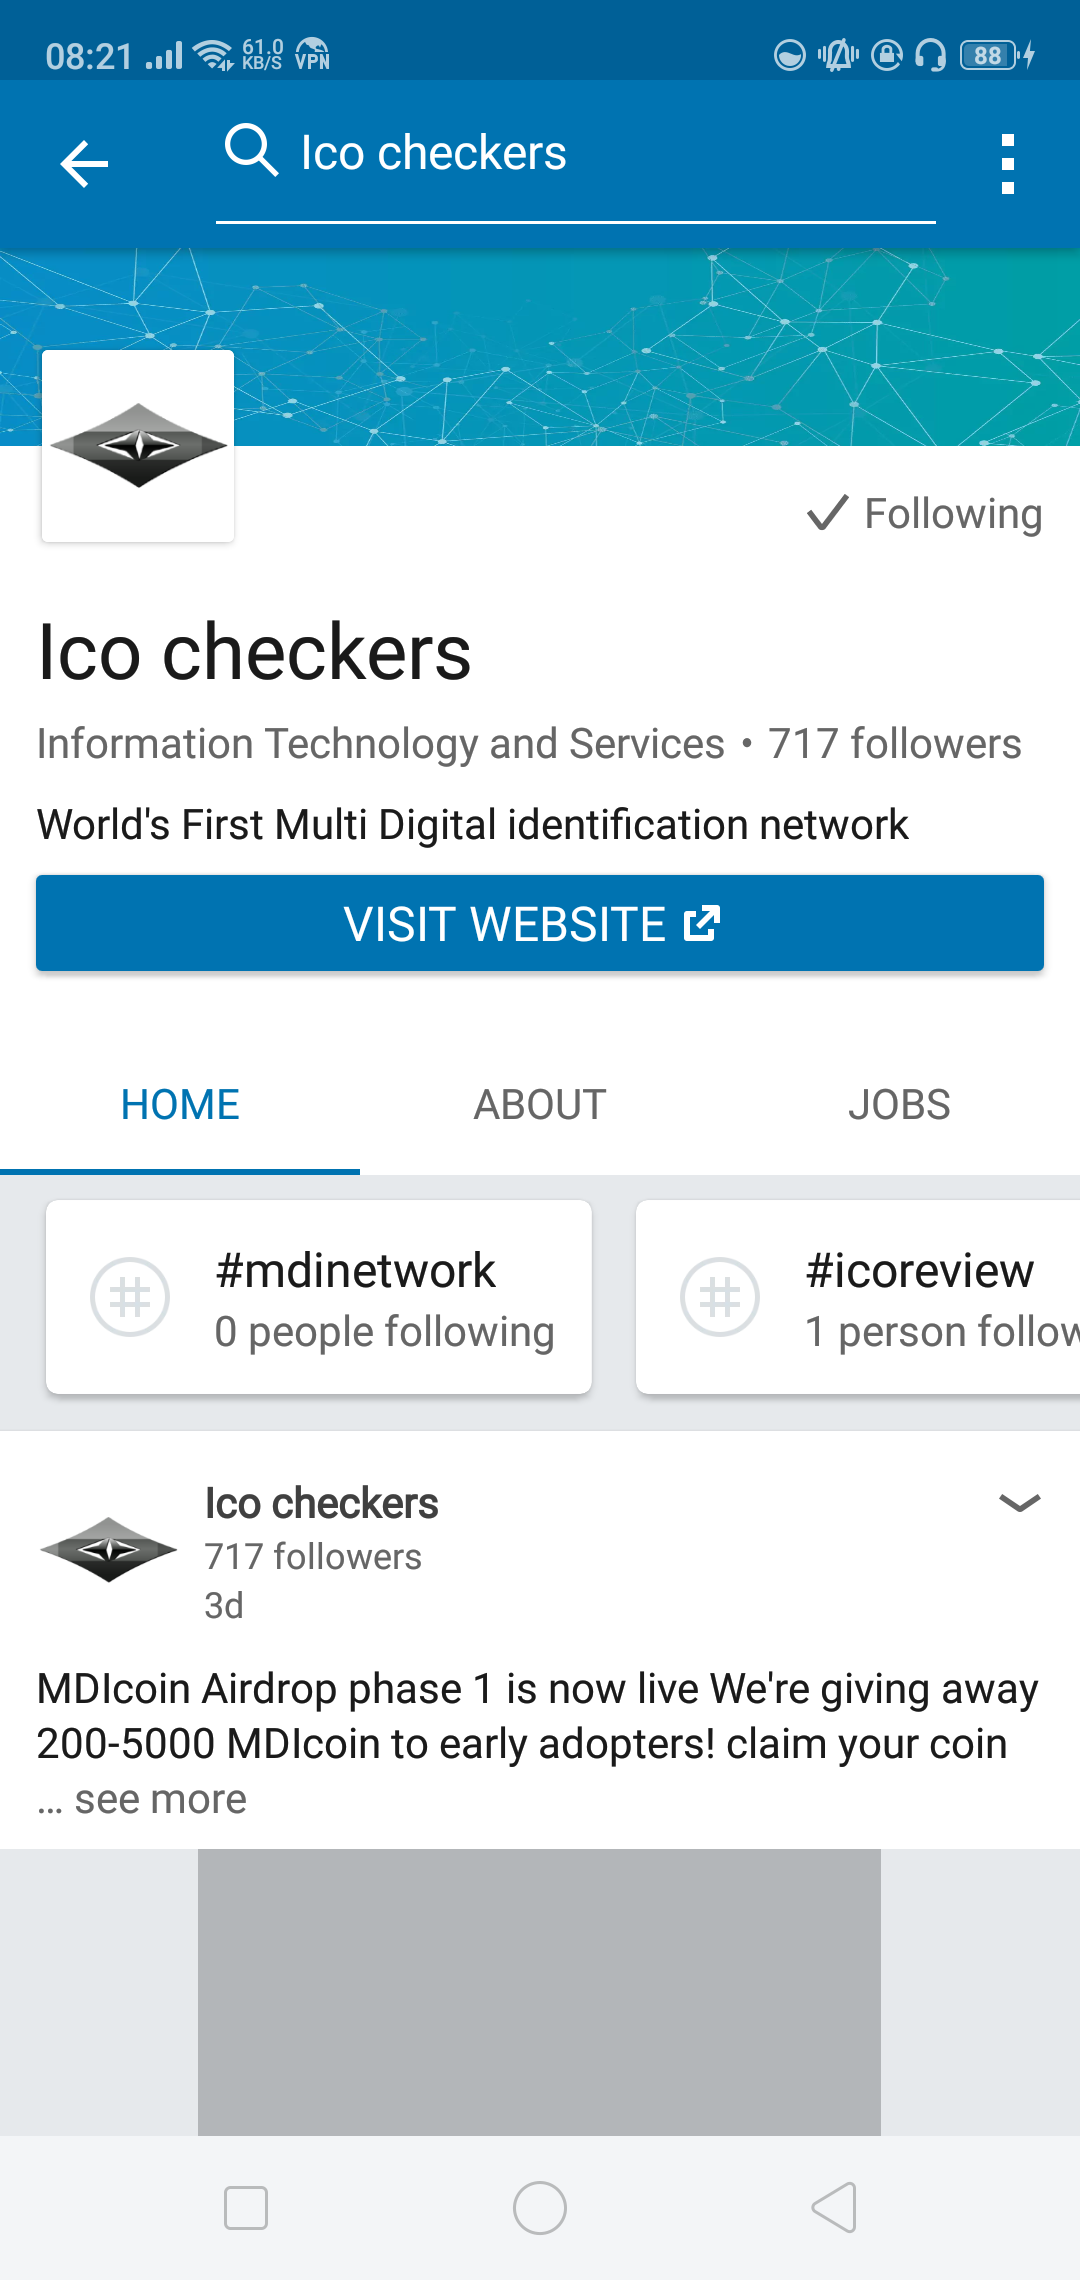 08:21 61.0 KB/S VPN 88
Ico checkers
Following
Ico checkers
Information Technology and Services • 717 followers
World's First Multi Digital identification network
VISIT WEBSITE
HOME ABOUT JOBS
#mdinetwork
0 people following
#icoreview
1 person follow
Ico checkers
717 followers
3d
MDIcoin Airdrop phase 1 is now live We're giving away
200-5000 MDIcoin to early adopters! claim your coin
... see more